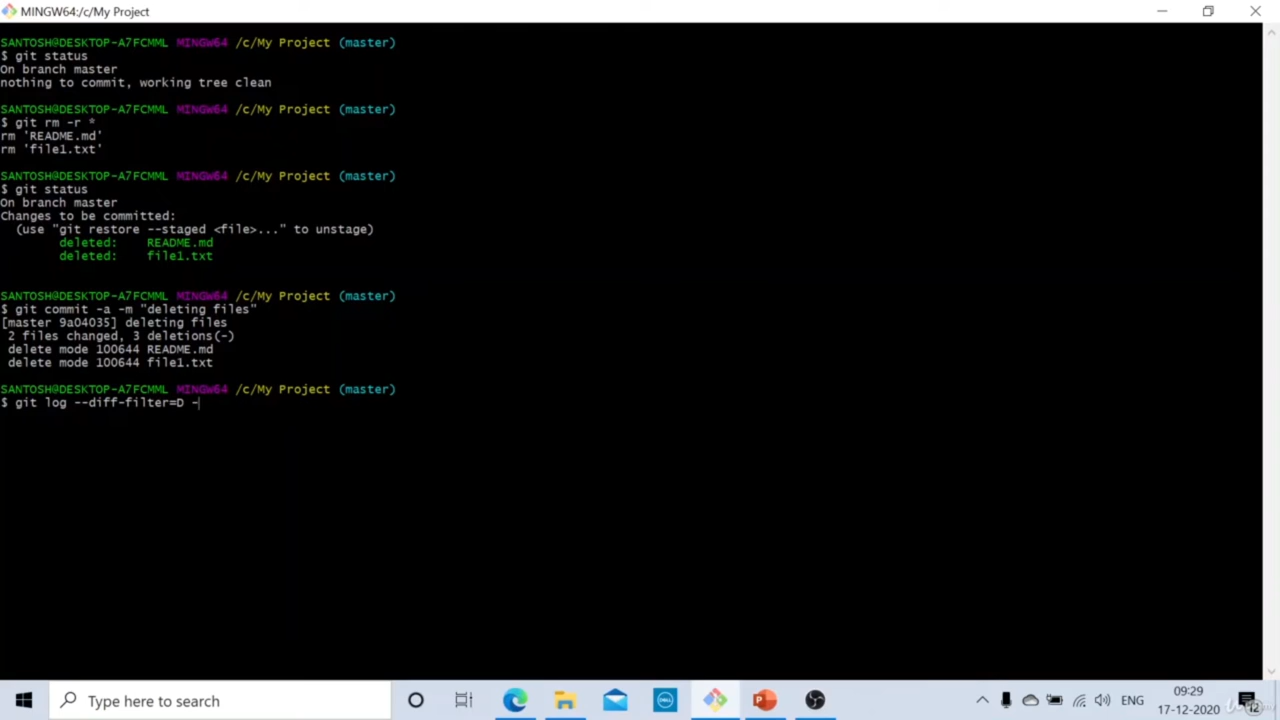 MINGW64:/c/My Project
SANTOSH@DESKTOP-A7FCMML MINGW64 /c/My Project (master)
$ git status
On branch master
nothing to commit, working tree clean
SANTOSH@DESKTOP-A7FCMML MINGW64 /c/My Project (master)
$ git rm -r *
rm 'README.md'
rm 'file1.txt'
SANTOSH@DESKTOP-A7FCMML MINGW64 /c/My Project (master)
$ git status
On branch master
Changes to be committed:
  (use "git restore --staged <file>..." to unstage)
        deleted:    README.md
        deleted:    file1.txt
SANTOSH@DESKTOP-A7FCMML MINGW64 /c/My Project (master)
$ git commit -a -m "deleting files"
[master 9a04035] deleting files
 2 files changed, 3 deletions(-)
 delete mode 100644 README.md
 delete mode 100644 file1.txt
SANTOSH@DESKTOP-A7FCMML MINGW64 /c/My Project (master)
$ git log --diff-filter=D -
Type here to search
DELL
ENG
09:29
17-12-2020
12